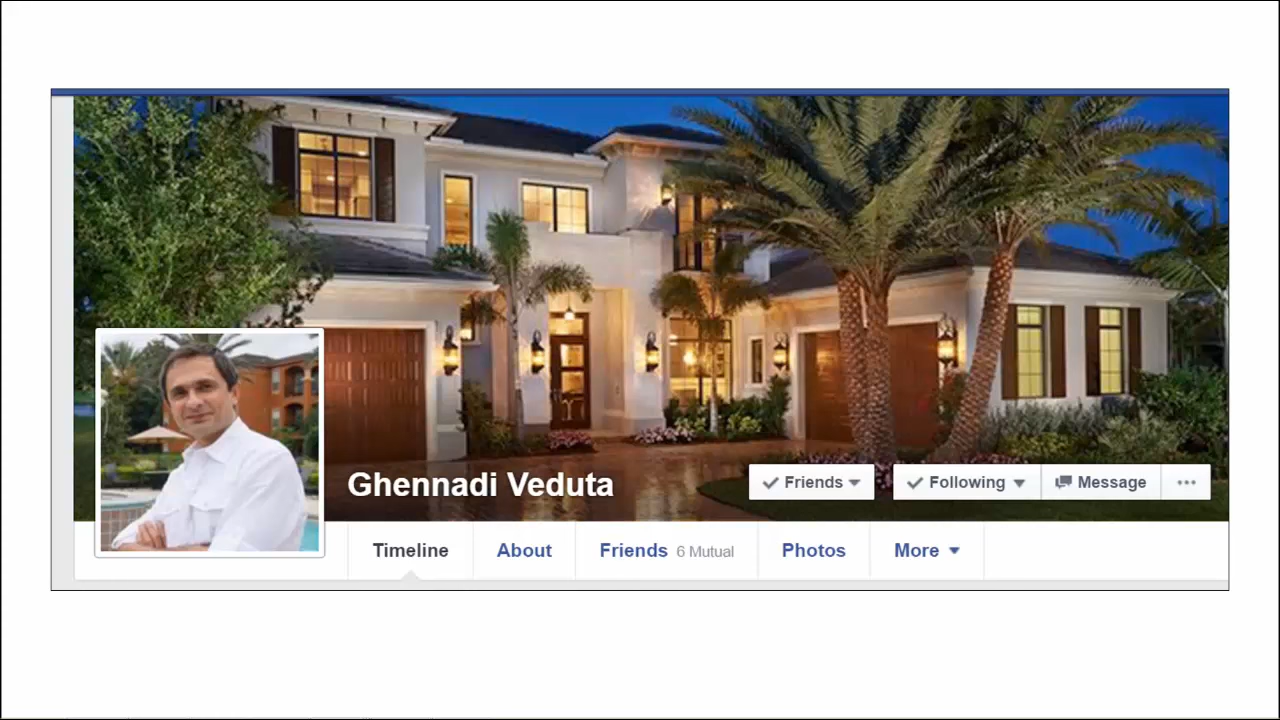 Ghennadi Veduta
Friends
Following
Message
Timeline
About
Friends 6 Mutual
Photos
More